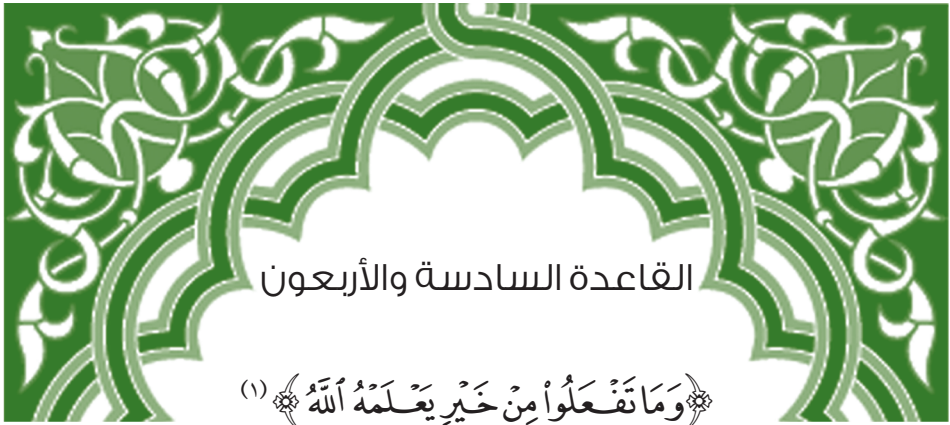 القاعدة السادسة والأربعون
﴿وَمَا تَفْعَلُوا۟ مِنْ خَيْرٍ يَعْلَمْهُ ٱللَّهُ﴾ (١)